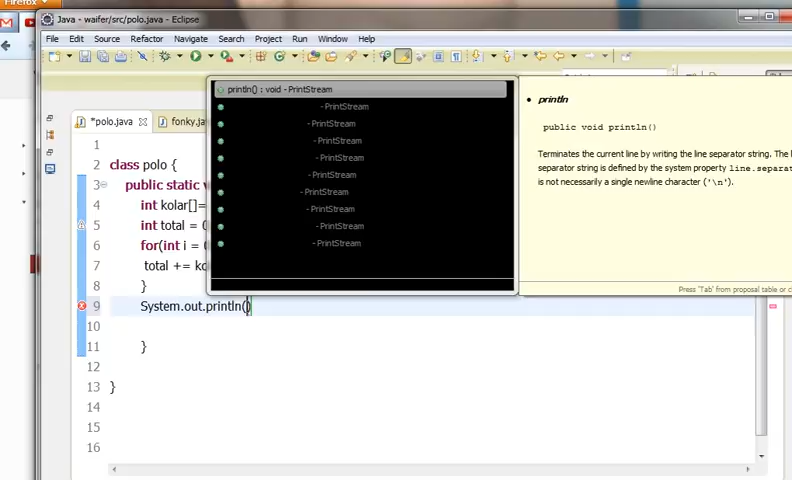 Firefox
Java - waifer/src/polo.java - Eclipse
File Edit Source Refactor Navigate Search Project Run Window Help
*polo.java fonky.ja
println() : void - PrintStream
- PrintStream
- PrintStream
- PrintStream
- PrintStream
- PrintStream
- PrintStream
- PrintStream
- PrintStream
- PrintStream
println
public void println()
Terminates the current line by writing the line separator string. The l
separator string is defined by the system property line.separat
is not necessarily a single newline character ('\n').
Press 'Tab' from proposal table or c
1
2 class polo {
3 public static v
4 int kolar[]=
5 int total = 0
6 for(int i = 0
7 total += ko
8 }
9 System.out.println()
10
11 }
12
13 }
14
15
16